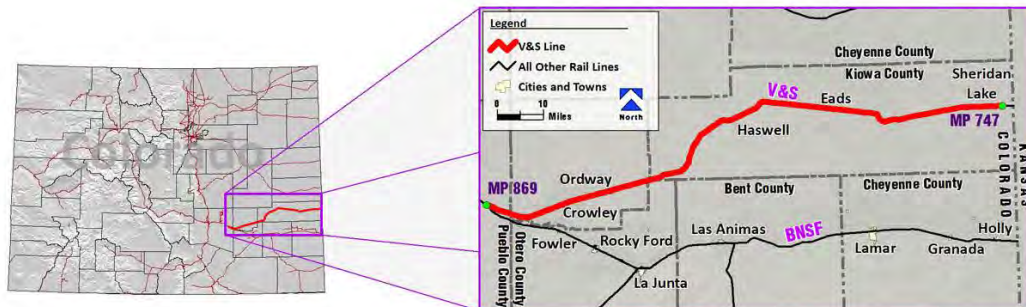 Colorado
Legend
V&S Line
All Other Rail Lines
Cities and Towns
0 10
Miles
North
Cheyenne County
Kiowa County
Sheridan
Lake
V&S
Eads
MP 747
Haswell
MP 869
Ordway
Crowley
Bent County
Cheyenne County
COLORADO
KANSAS
Las Animas
BNSF
Holly
Fowler
Rocky Ford
Lamar
Granada
Pueblo County
Otero County
La Junta